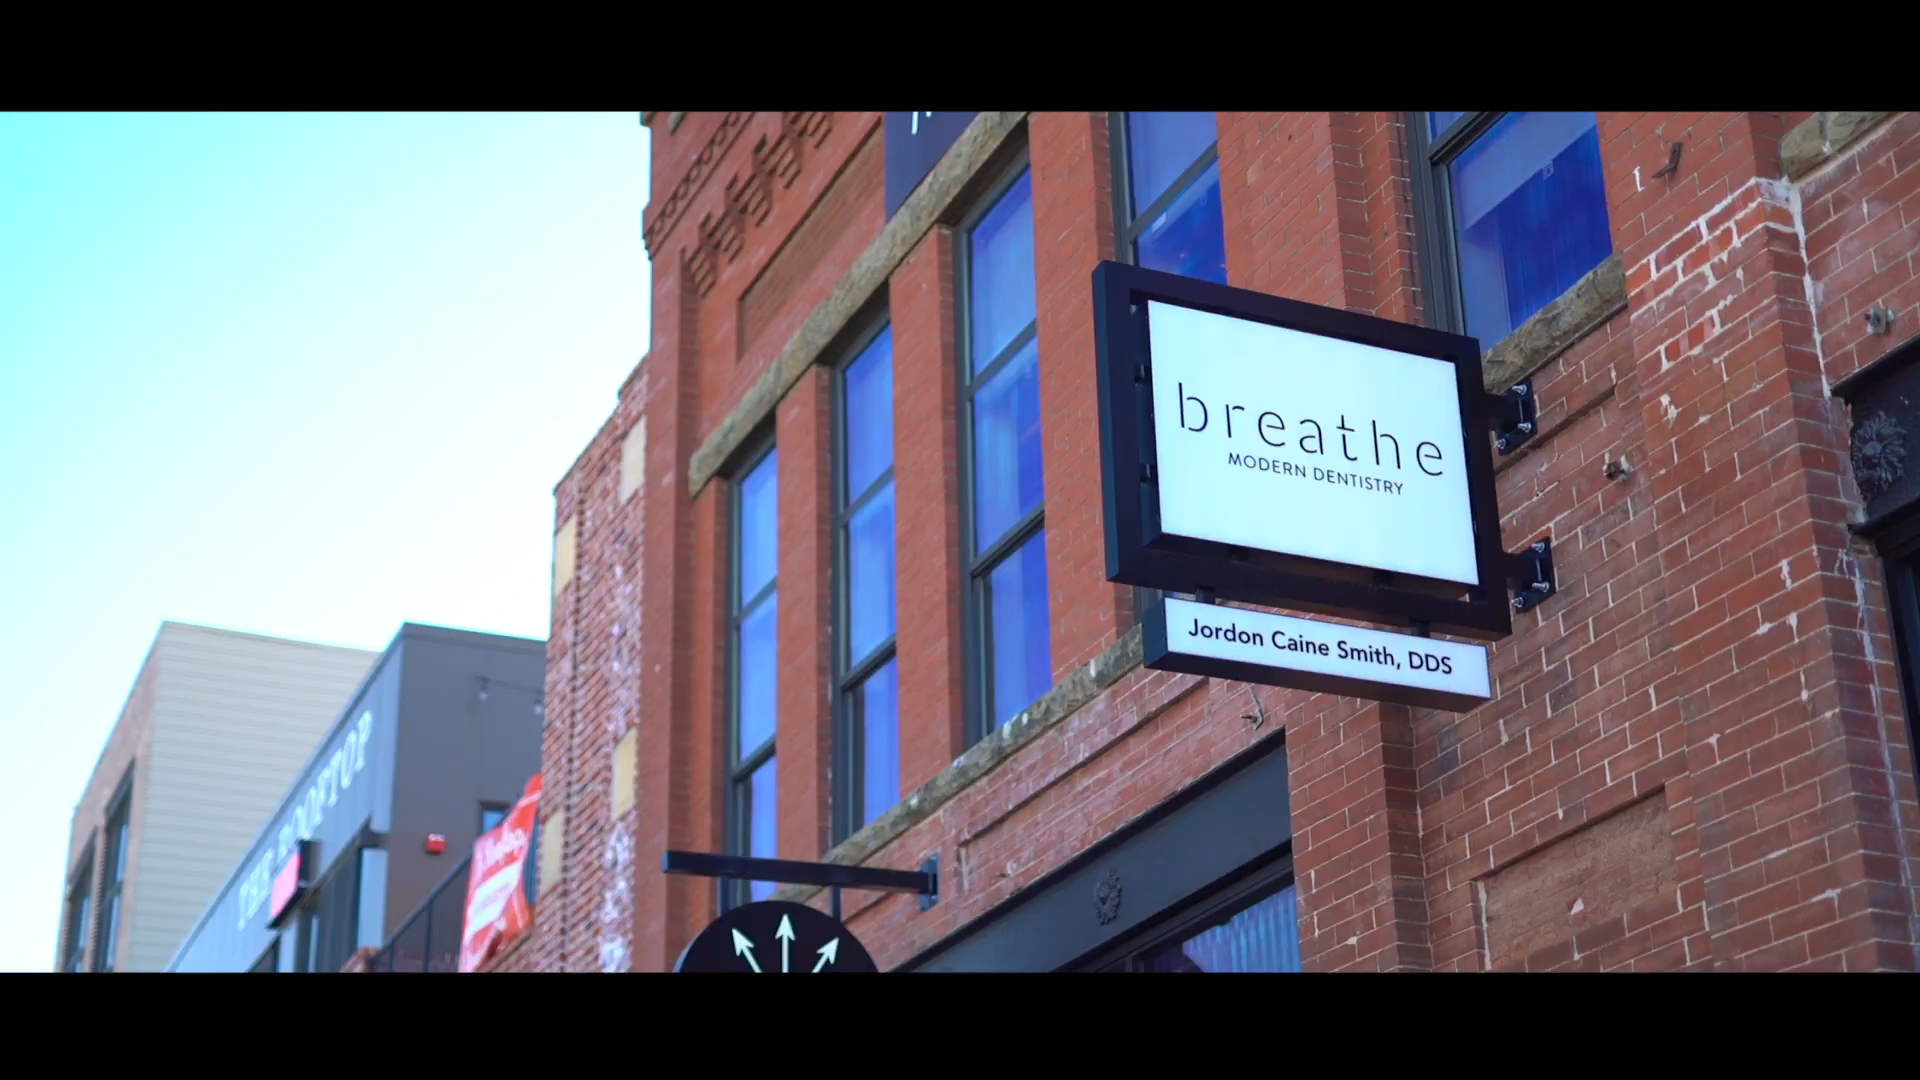 breathe
MODERN DENTISTRY
Jordon Caine Smith, DDS
THE ROOFTOP